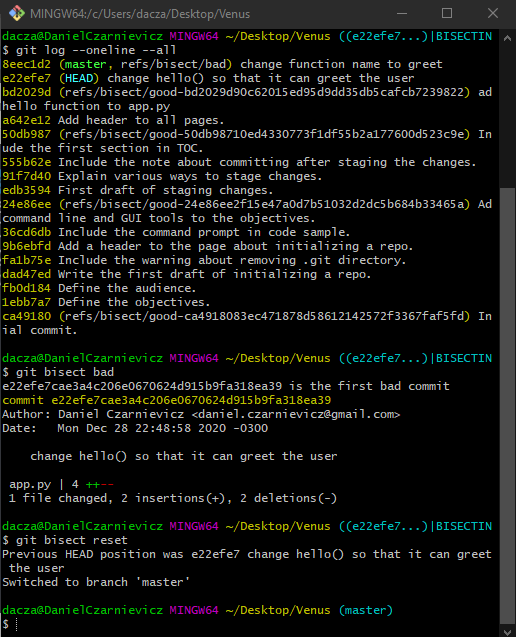 MINGW64:/c/Users/dacza/Desktop/Venus
dacza@DanielCzarnievicz MINGW64 ~/Desktop/Venus ((e22efe7...)|BISECTIN
$ git log --oneline --all
8eec1d2 (master, refs/bisect/bad) change function name to greet
e22efe7 (HEAD) change hello() so that it can greet the user
bd2029d (refs/bisect/good-bd2029d90c62015ed95d9dd35db5cafcb7239822) ad
hello function to app.py
a642e12 Add header to all pages.
50db987 (refs/bisect/good-50db98710ed4330773f1df55b2a177600d523c9e) In
ude the first section in TOC.
555b62e Include the note about committing after staging the changes.
91f7d40 Explain various ways to stage changes.
edb3594 First draft of staging changes.
24e86ee (refs/bisect/good-24e86ee2f15e47a0d7b51032d2dc5b684b33465a) Ad
command line and GUI tools to the objectives.
36cd6db Include the command prompt in code sample.
9b6ebfd Add a header to the page about initializing a repo.
fa1b75e Include the warning about removing .git directory.
dad47ed Write the first draft of initializing a repo.
fb0d184 Define the audience.
1ebb7a7 Define the objectives.
ca49180 (refs/bisect/good-ca4918083ec471878d58612142572f3367faf5fd) In
ial commit.
dacza@DanielCzarnievicz MINGW64 ~/Desktop/Venus ((e22efe7...)|BISECTIN
$ git bisect bad
e22efe7cae3a4c206e0670624d915b9fa318ea39 is the first bad commit
commit e22efe7cae3a4c206e0670624d915b9fa318ea39
Author: Daniel Czarnievicz <daniel.czarnievicz@gmail.com>
Date:   Mon Dec 28 22:48:58 2020 -0300
change hello() so that it can greet the user
app.py | 4 ++--
1 file changed, 2 insertions(+), 2 deletions(-)
dacza@DanielCzarnievicz MINGW64 ~/Desktop/Venus ((e22efe7...)|BISECTIN
$ git bisect reset
Previous HEAD position was e22efe7 change hello() so that it can greet
the user
Switched to branch 'master'
dacza@DanielCzarnievicz MINGW64 ~/Desktop/Venus (master)
$